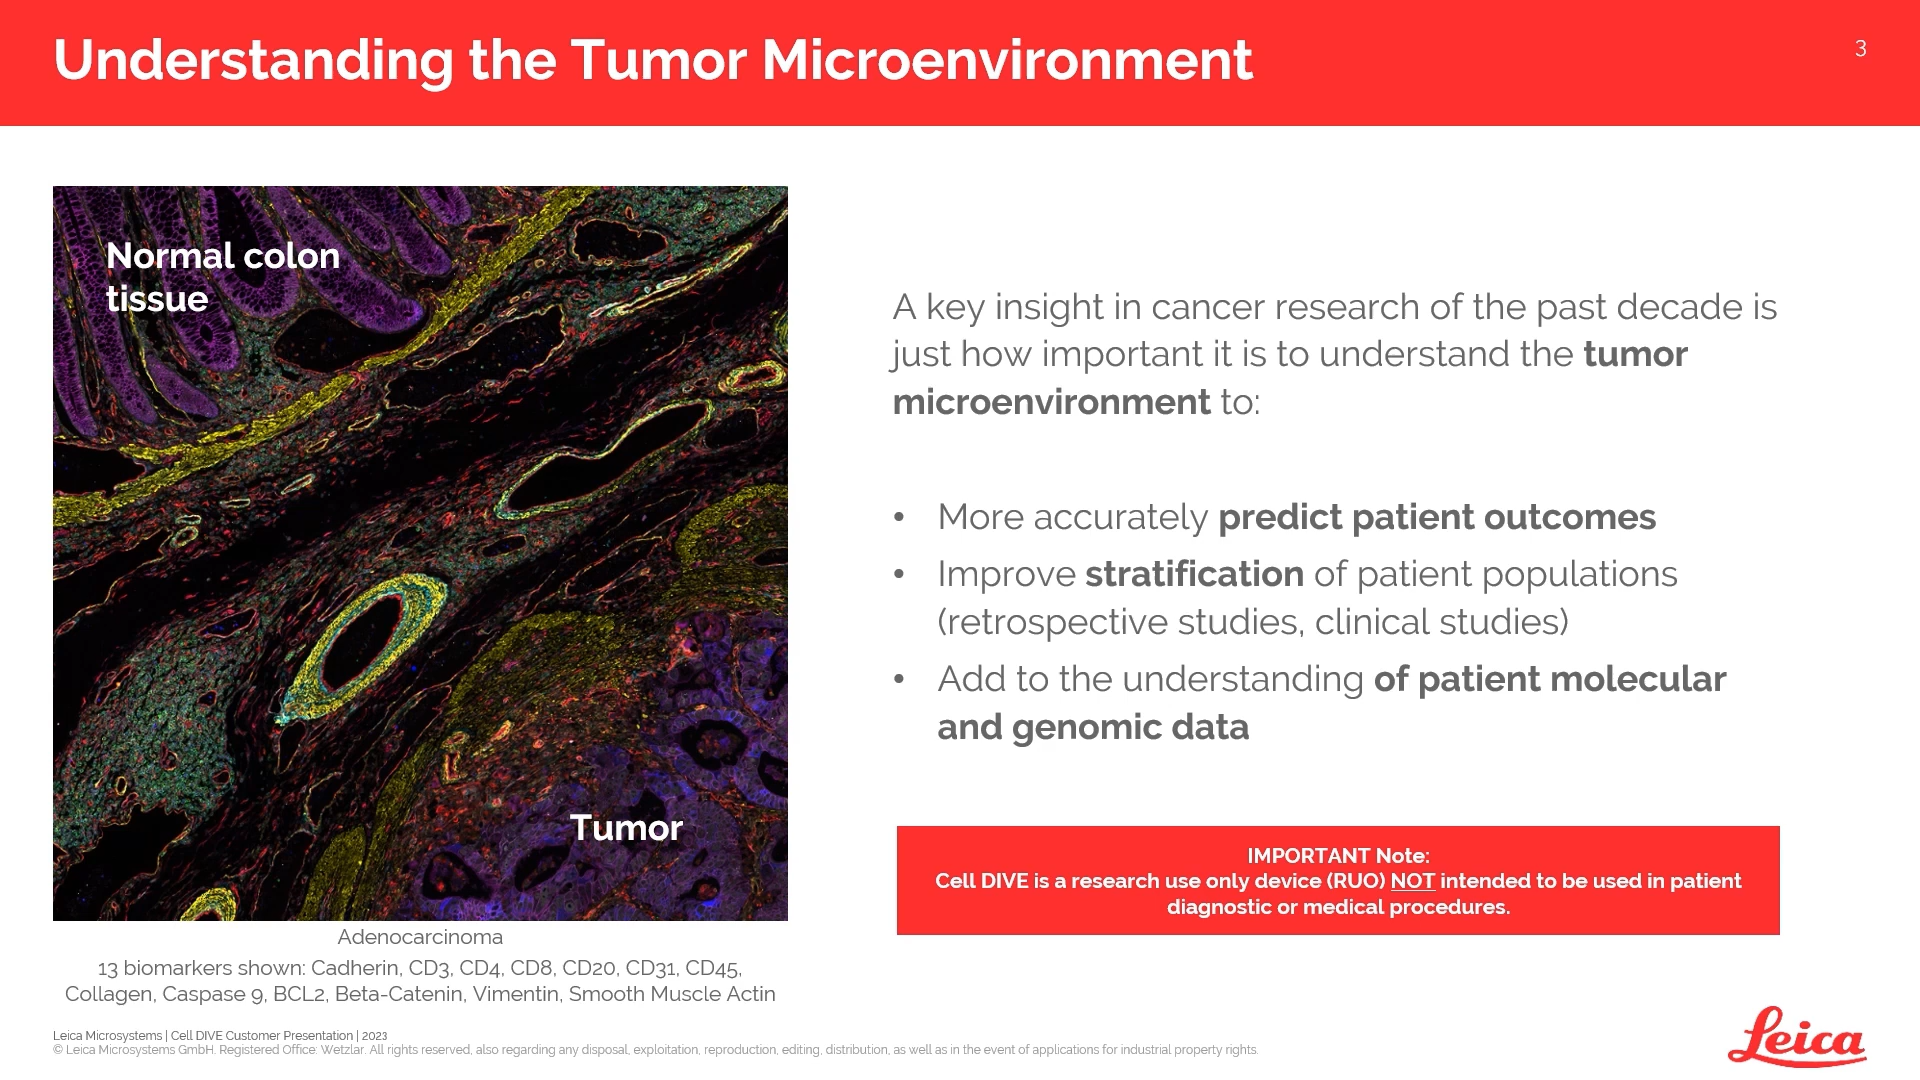 Understanding the Tumor Microenvironment
3
Normal colon
tissue
Tumor
Adenocarcinoma
13 biomarkers shown: Cadherin, CD3, CD4, CD8, CD20, CD31, CD45,
Collagen, Caspase 9, BCL2, Beta-Catenin, Vimentin, Smooth Muscle Actin
A key insight in cancer research of the past decade is
just how important it is to understand the tumor
microenvironment to:
• More accurately predict patient outcomes
• Improve stratification of patient populations
(retrospective studies, clinical studies)
• Add to the understanding of patient molecular
and genomic data
IMPORTANT Note:
Cell DIVE is a research use only device (RUO) NOT intended to be used in patient
diagnostic or medical procedures.
Leica Microsystems | Cell DIVE Customer Presentation | 2023
© Leica Microsystems GmbH. Registered Office: Wetzlar. All rights reserved, also regarding any disposal, exploitation, reproduction, editing, distribution, as well as in the event of applications for industrial property rights.
Leica